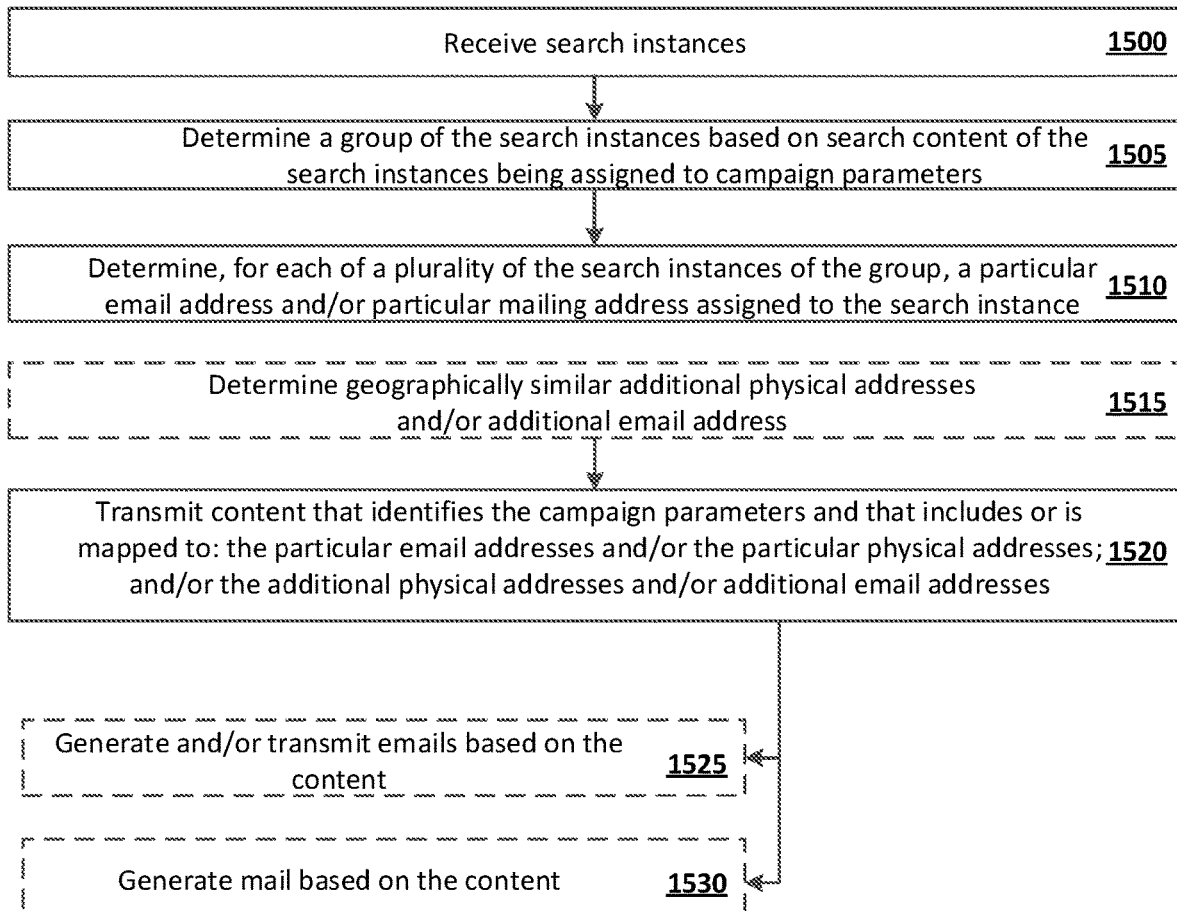 Receive search instances 1500
Determine a group of the search instances based on search content of the
search instances being assigned to campaign parameters
1505
Determine, for each of a plurality of the search instances of the group, a particular
email address and/or particular mailing address assigned to the search instance
1510
Determine geographically similar additional physical addresses
and/or additional email address
1515
Transmit content that identifies the campaign parameters and that includes or is
mapped to: the particular email addresses and/or the particular physical addresses;
and/or the additional physical addresses and/or additional email addresses
1520
Generate and/or transmit emails based on the
content
1525
Generate mail based on the content 1530